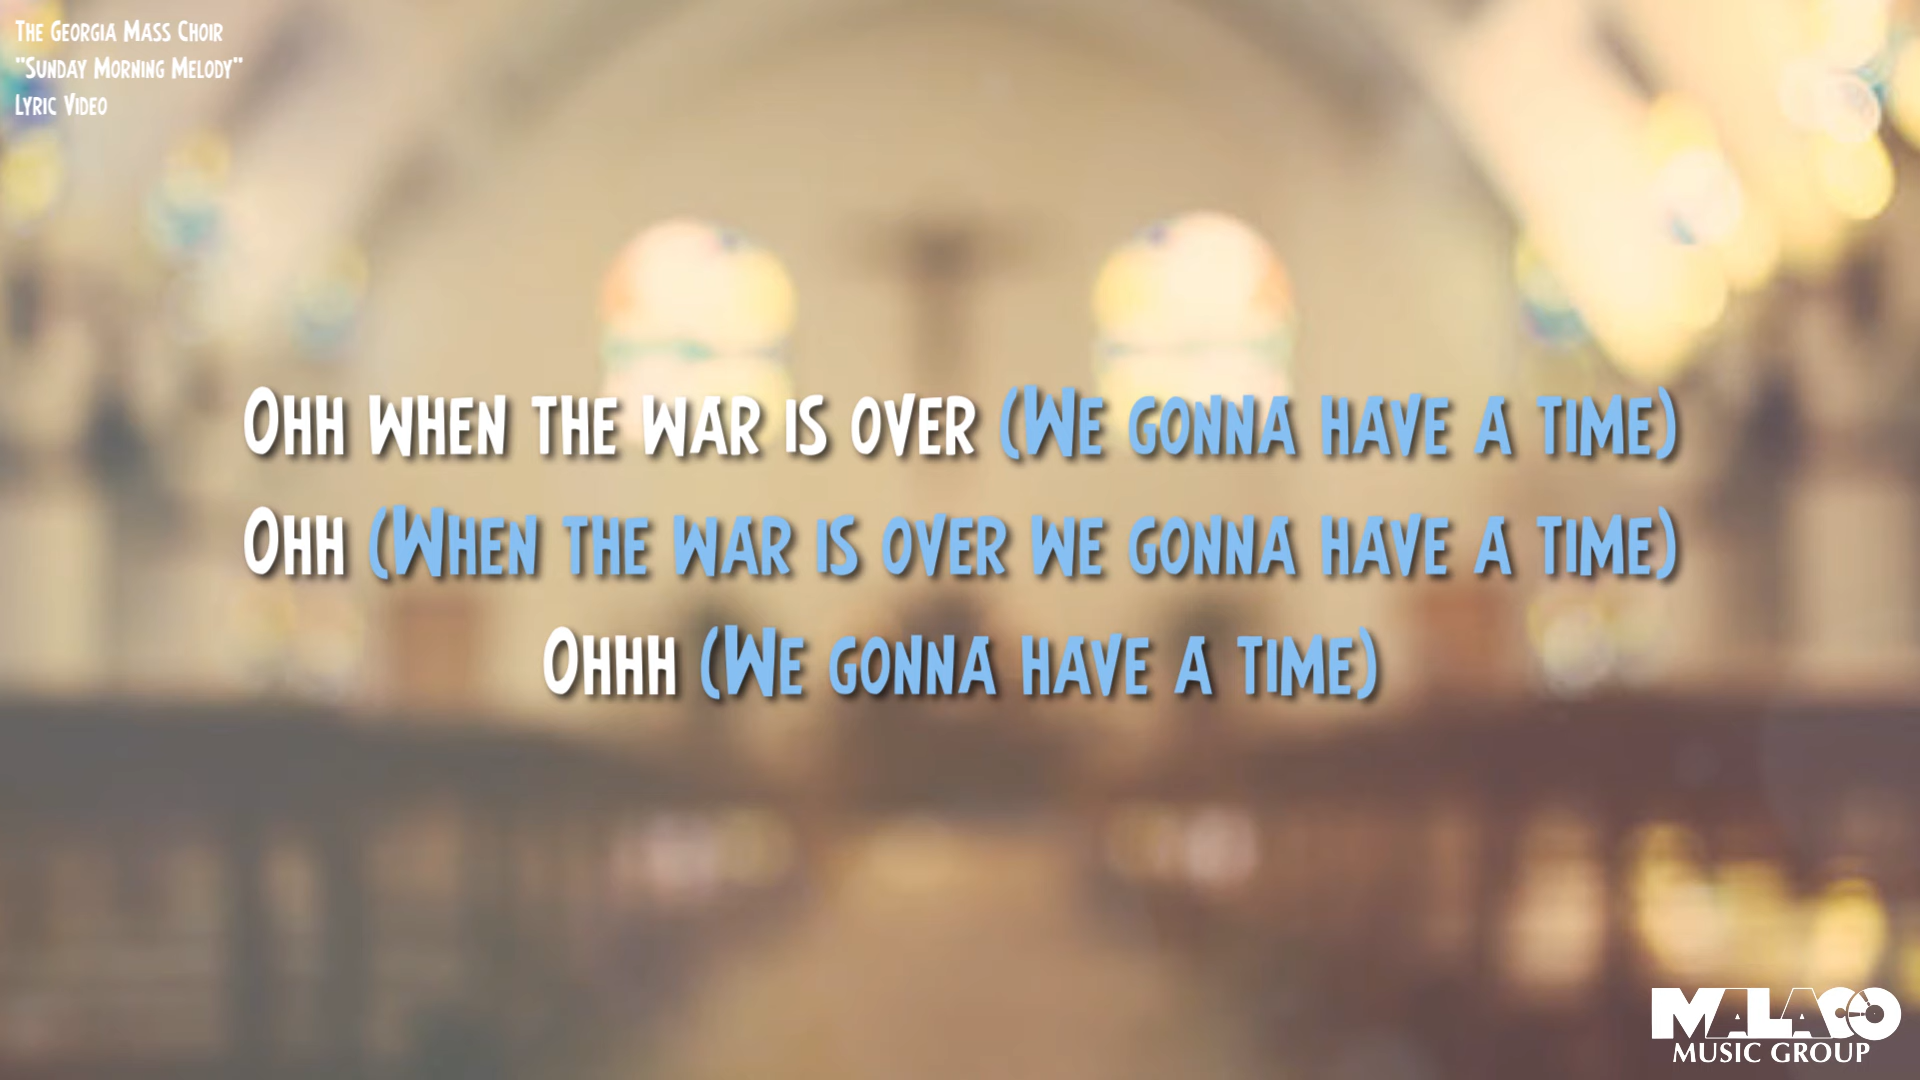 The Georgia Mass Choir
"Sunday Morning Melody"
Lyric Video
Ohh when the war is over (We gonna have a time)
Ohh (When the war is over we gonna have a time)
Ohhh (We gonna have a time)
MALACO
MUSIC GROUP